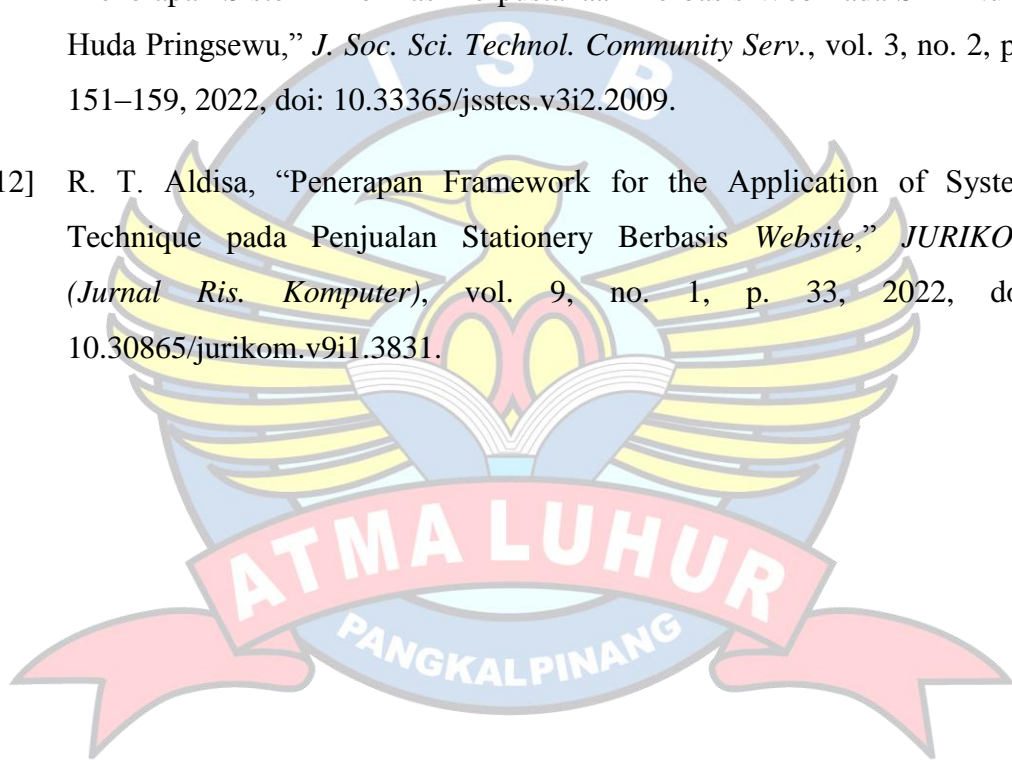 Huda Pringsewu,” J. Soc. Sci. Technol. Community Serv., vol. 3, no. 2, p
151–159, 2022, doi: 10.33365/jsstcs.v3i2.2009.
12] R. T. Aldisa, “Penerapan Framework for the Application of Syste
Technique pada Penjualan Stationery Berbasis Website,” JURIKO
(Jurnal Ris. Komputer), vol. 9, no. 1, p. 33, 2022, do
10.30865/jurikom.v9i1.3831.
I S B
ATMA LUHUR
PANGKALPINANG